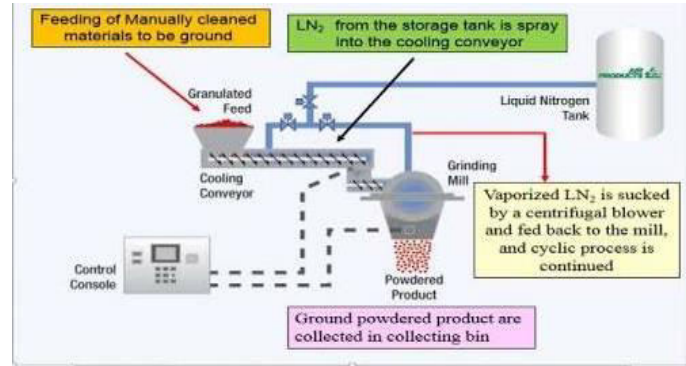 Feeding of Manually cleaned
materials to be ground
LN2 from the storage tank is spray
into the cooling conveyor
Granulated
Feed
PRODUCTS
Liquid Nitrogen
Tank
Cooling
Conveyor
Grinding
Mill
Vaporized LN2 is sucked
by a centrifugal blower
and fed back to the mill,
and cyclic process is
continued
Control
Console
Powdered
Product
Ground powdered product are
collected in collecting bin